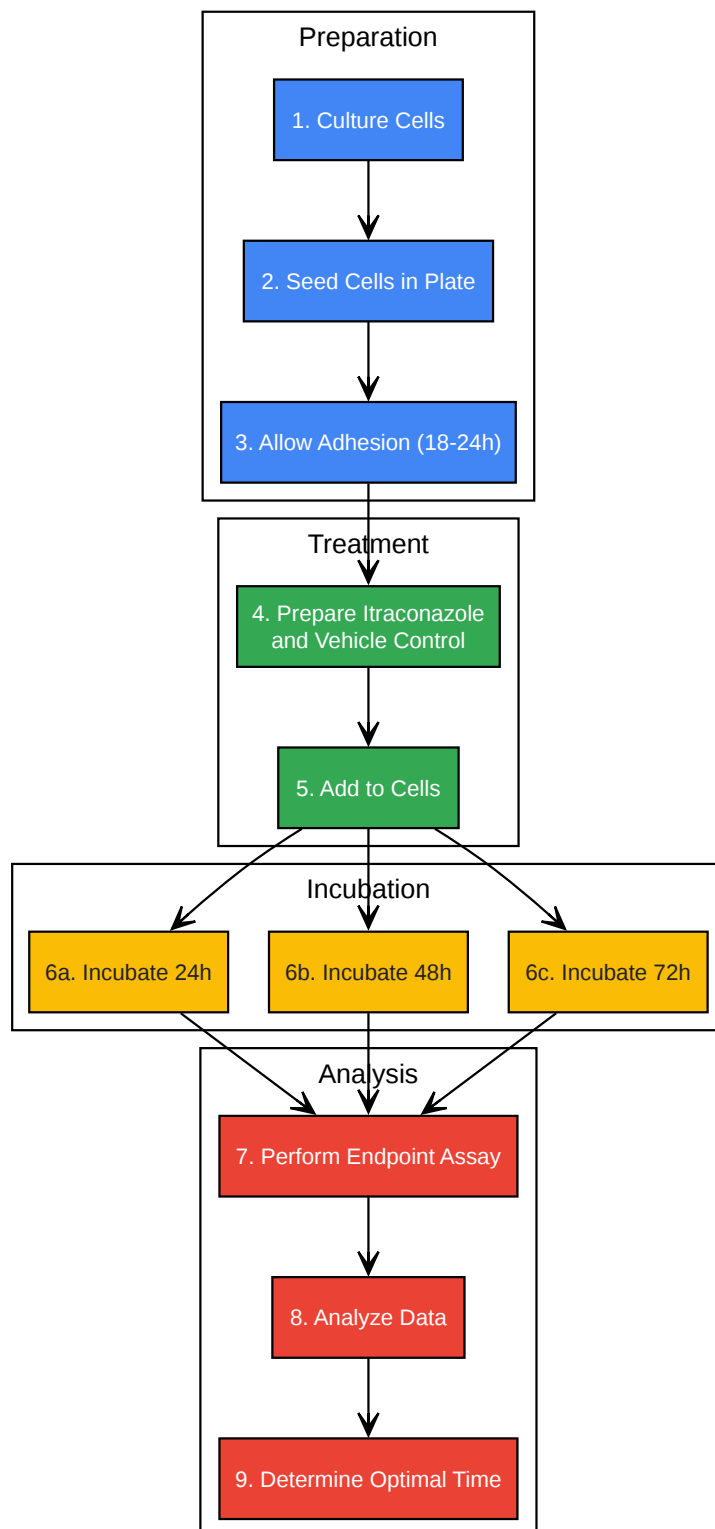 Preparation
1. Culture Cells
2. Seed Cells in Plate
3. Allow Adhesion (18-24h)
Treatment
4. Prepare Itraconazole
and Vehicle Control
5. Add to Cells
Incubation
6a. Incubate 24h
6b. Incubate 48h
6c. Incubate 72h
Analysis
7. Perform Endpoint Assay
8. Analyze Data
9. Determine Optimal Time